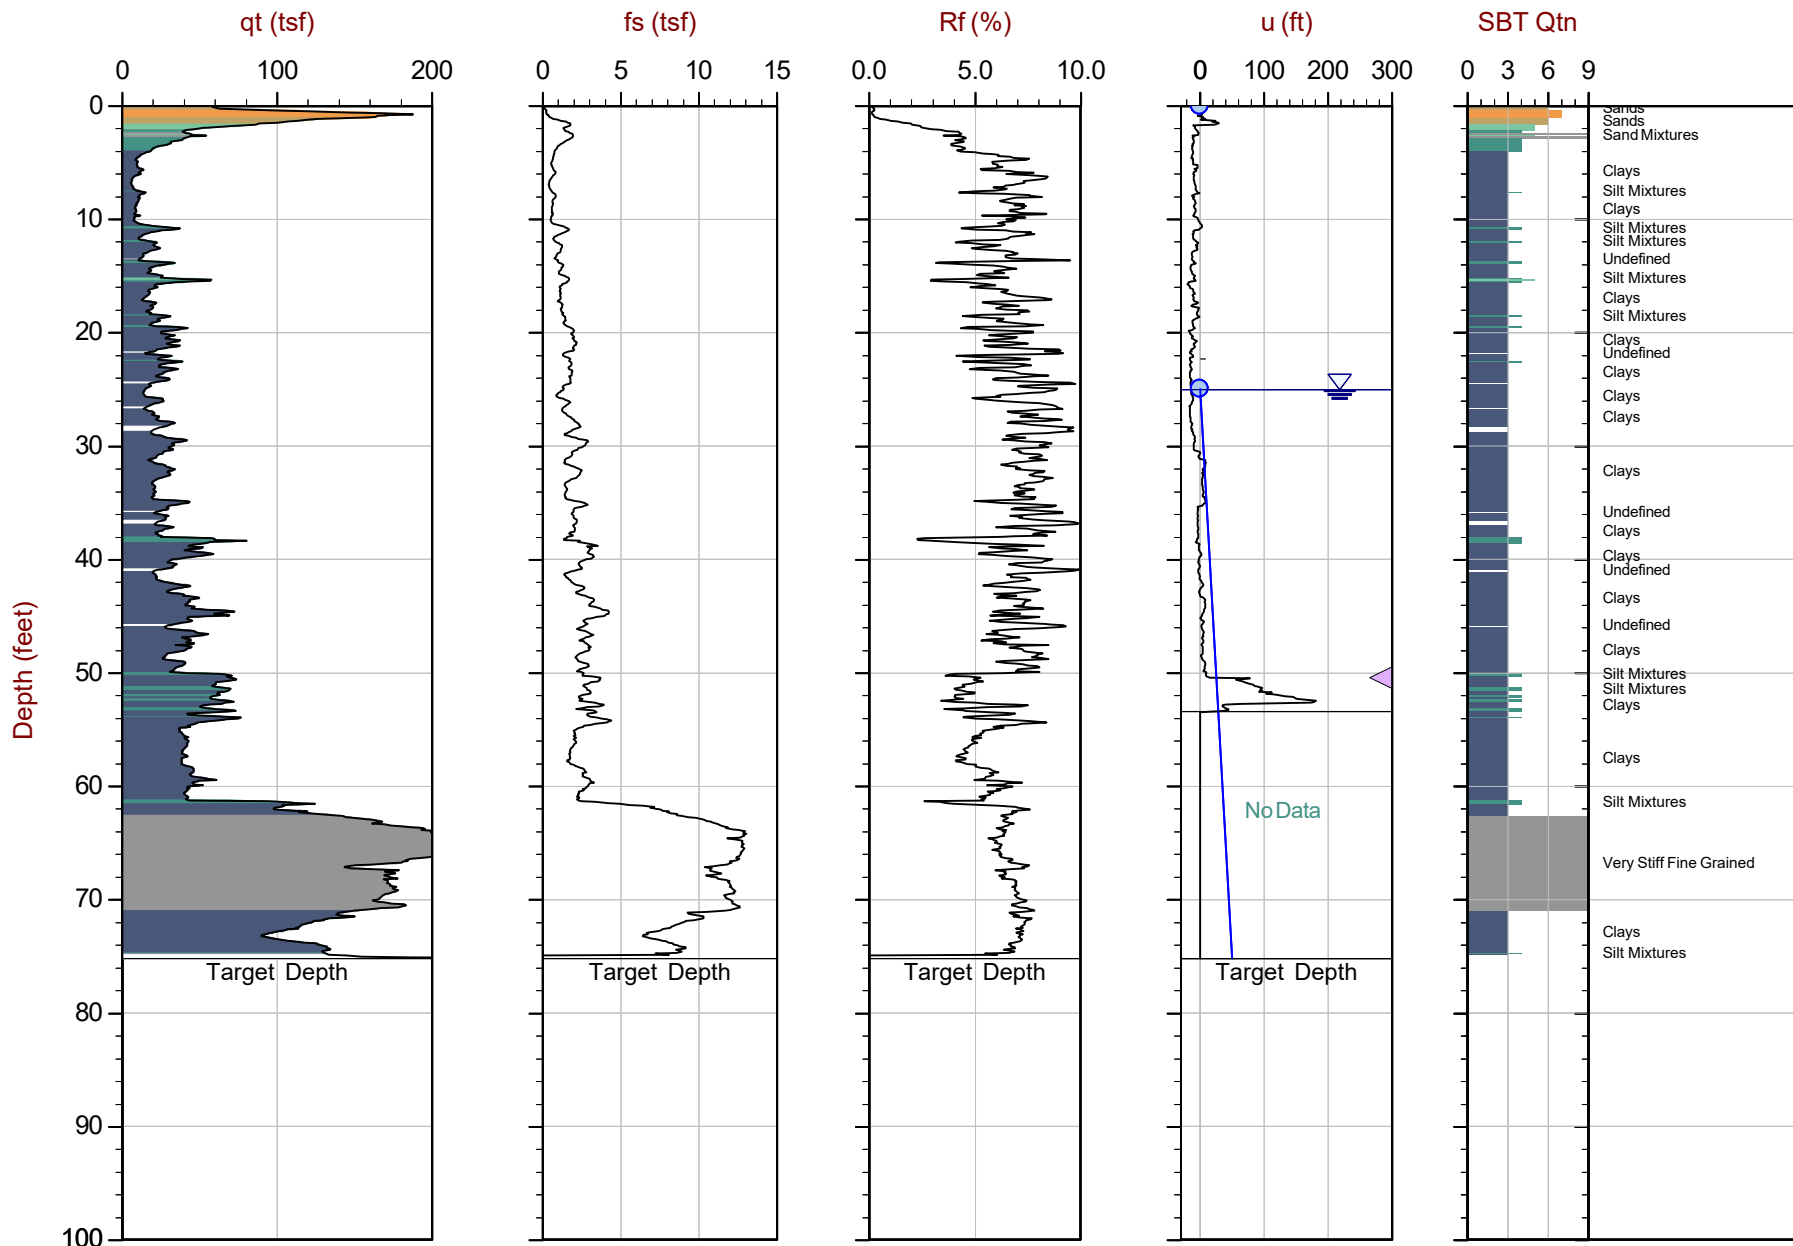 qt (tsf) fs (tsf) Rf (%) u (ft) SBT Qtn
0 100 200 0 5 10 15 0.0 5.0 10.0 0 100 200 300 0 3 6 9
0
Sands
Sands
Sand Mixtures
Clays
Silt Mixtures
Clays
10
Silt Mixtures
Silt Mixtures
Undefined
Silt Mixtures
Clays
Silt Mixtures
20
Clays
Undefined
Clays
Clays
Clays
30
Clays
Undefined
Clays
40
Clays
Undefined
Clays
Undefined
Clays
50
Silt Mixtures
Silt Mixtures
Clays
Depth (feet)
Clays
60
Silt Mixtures
No Data
Very Stiff Fine Grained
70
Clays
Silt Mixtures
Target Depth Target Depth Target Depth Target Depth
80
90
100